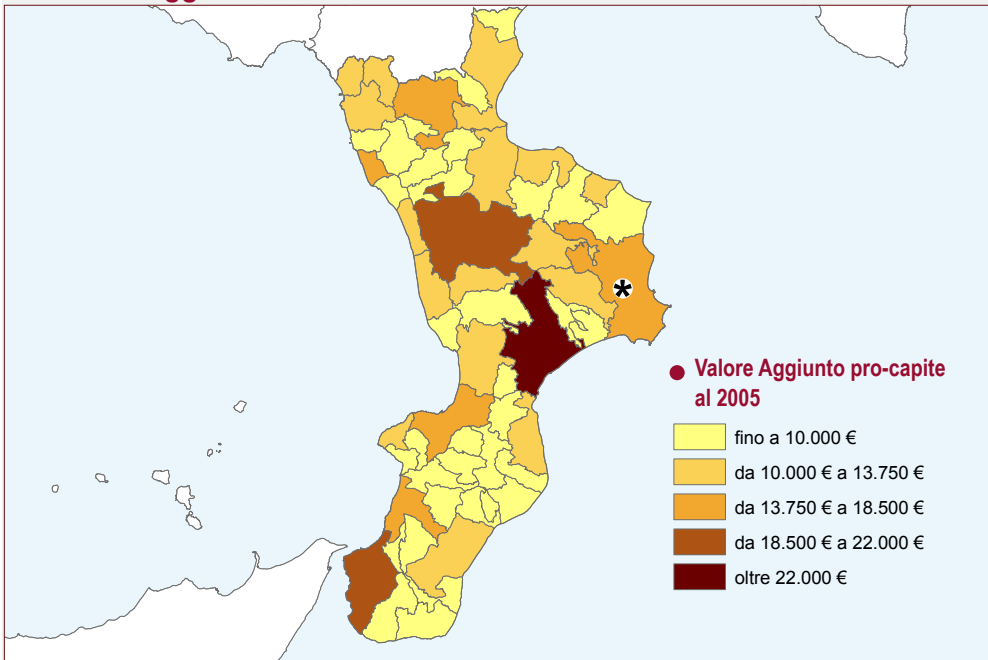 Valore Aggiunto pro-capite
al 2005
fino a 10.000 €
da 10.000 € a 13.750 €
da 13.750 € a 18.500 €
da 18.500 € a 22.000 €
oltre 22.000 €